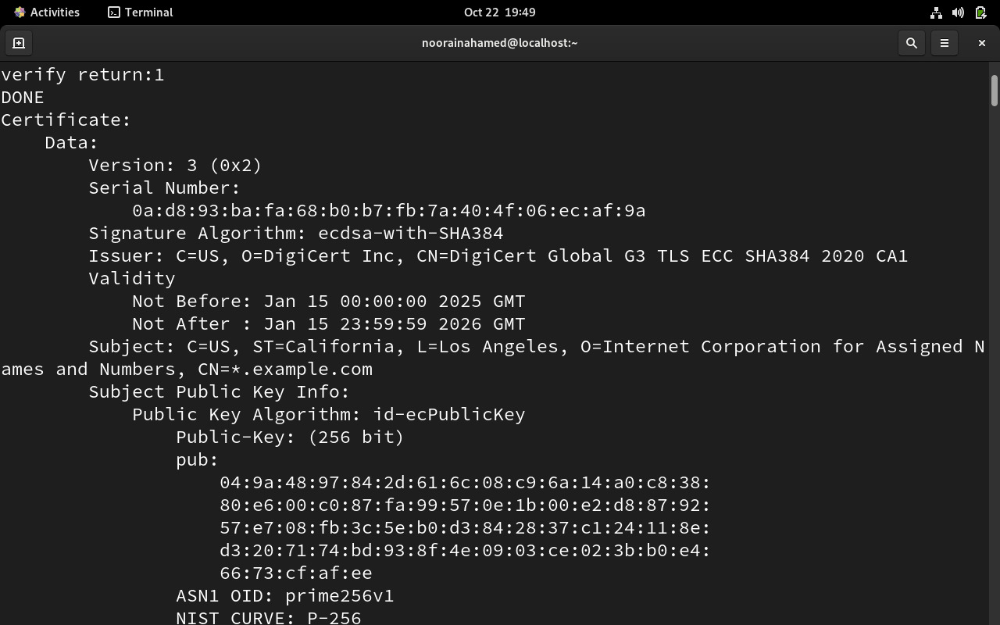 Activities Terminal Oct 22 19:49
noorainahamed@localhost:~
verify return:1
DONE
Certificate:
    Data:
        Version: 3 (0x2)
        Serial Number:
            0a:d8:93:ba:fa:68:b0:b7:fb:7a:40:4f:06:ec:af:9a
        Signature Algorithm: ecdsa-with-SHA384
        Issuer: C=US, O=DigiCert Inc, CN=DigiCert Global G3 TLS ECC SHA384 2020 CA1
        Validity
            Not Before: Jan 15 00:00:00 2025 GMT
            Not After : Jan 15 23:59:59 2026 GMT
        Subject: C=US, ST=California, L=Los Angeles, O=Internet Corporation for Assigned N
ames and Numbers, CN=*.example.com
        Subject Public Key Info:
            Public Key Algorithm: id-ecPublicKey
                Public-Key: (256 bit)
                pub:
                    04:9a:48:97:84:2d:61:6c:08:c9:6a:14:a0:c8:38:
                    80:e6:00:c0:87:fa:99:57:0e:1b:00:e2:d8:87:92:
                    57:e7:08:fb:3c:5e:b0:d3:84:28:37:c1:24:11:8e:
                    d3:20:71:74:bd:93:8f:4e:09:03:ce:02:3b:b0:e4:
                    66:73:cf:af:ee
                ASN1 OID: prime256v1
                NIST CURVE: P-256